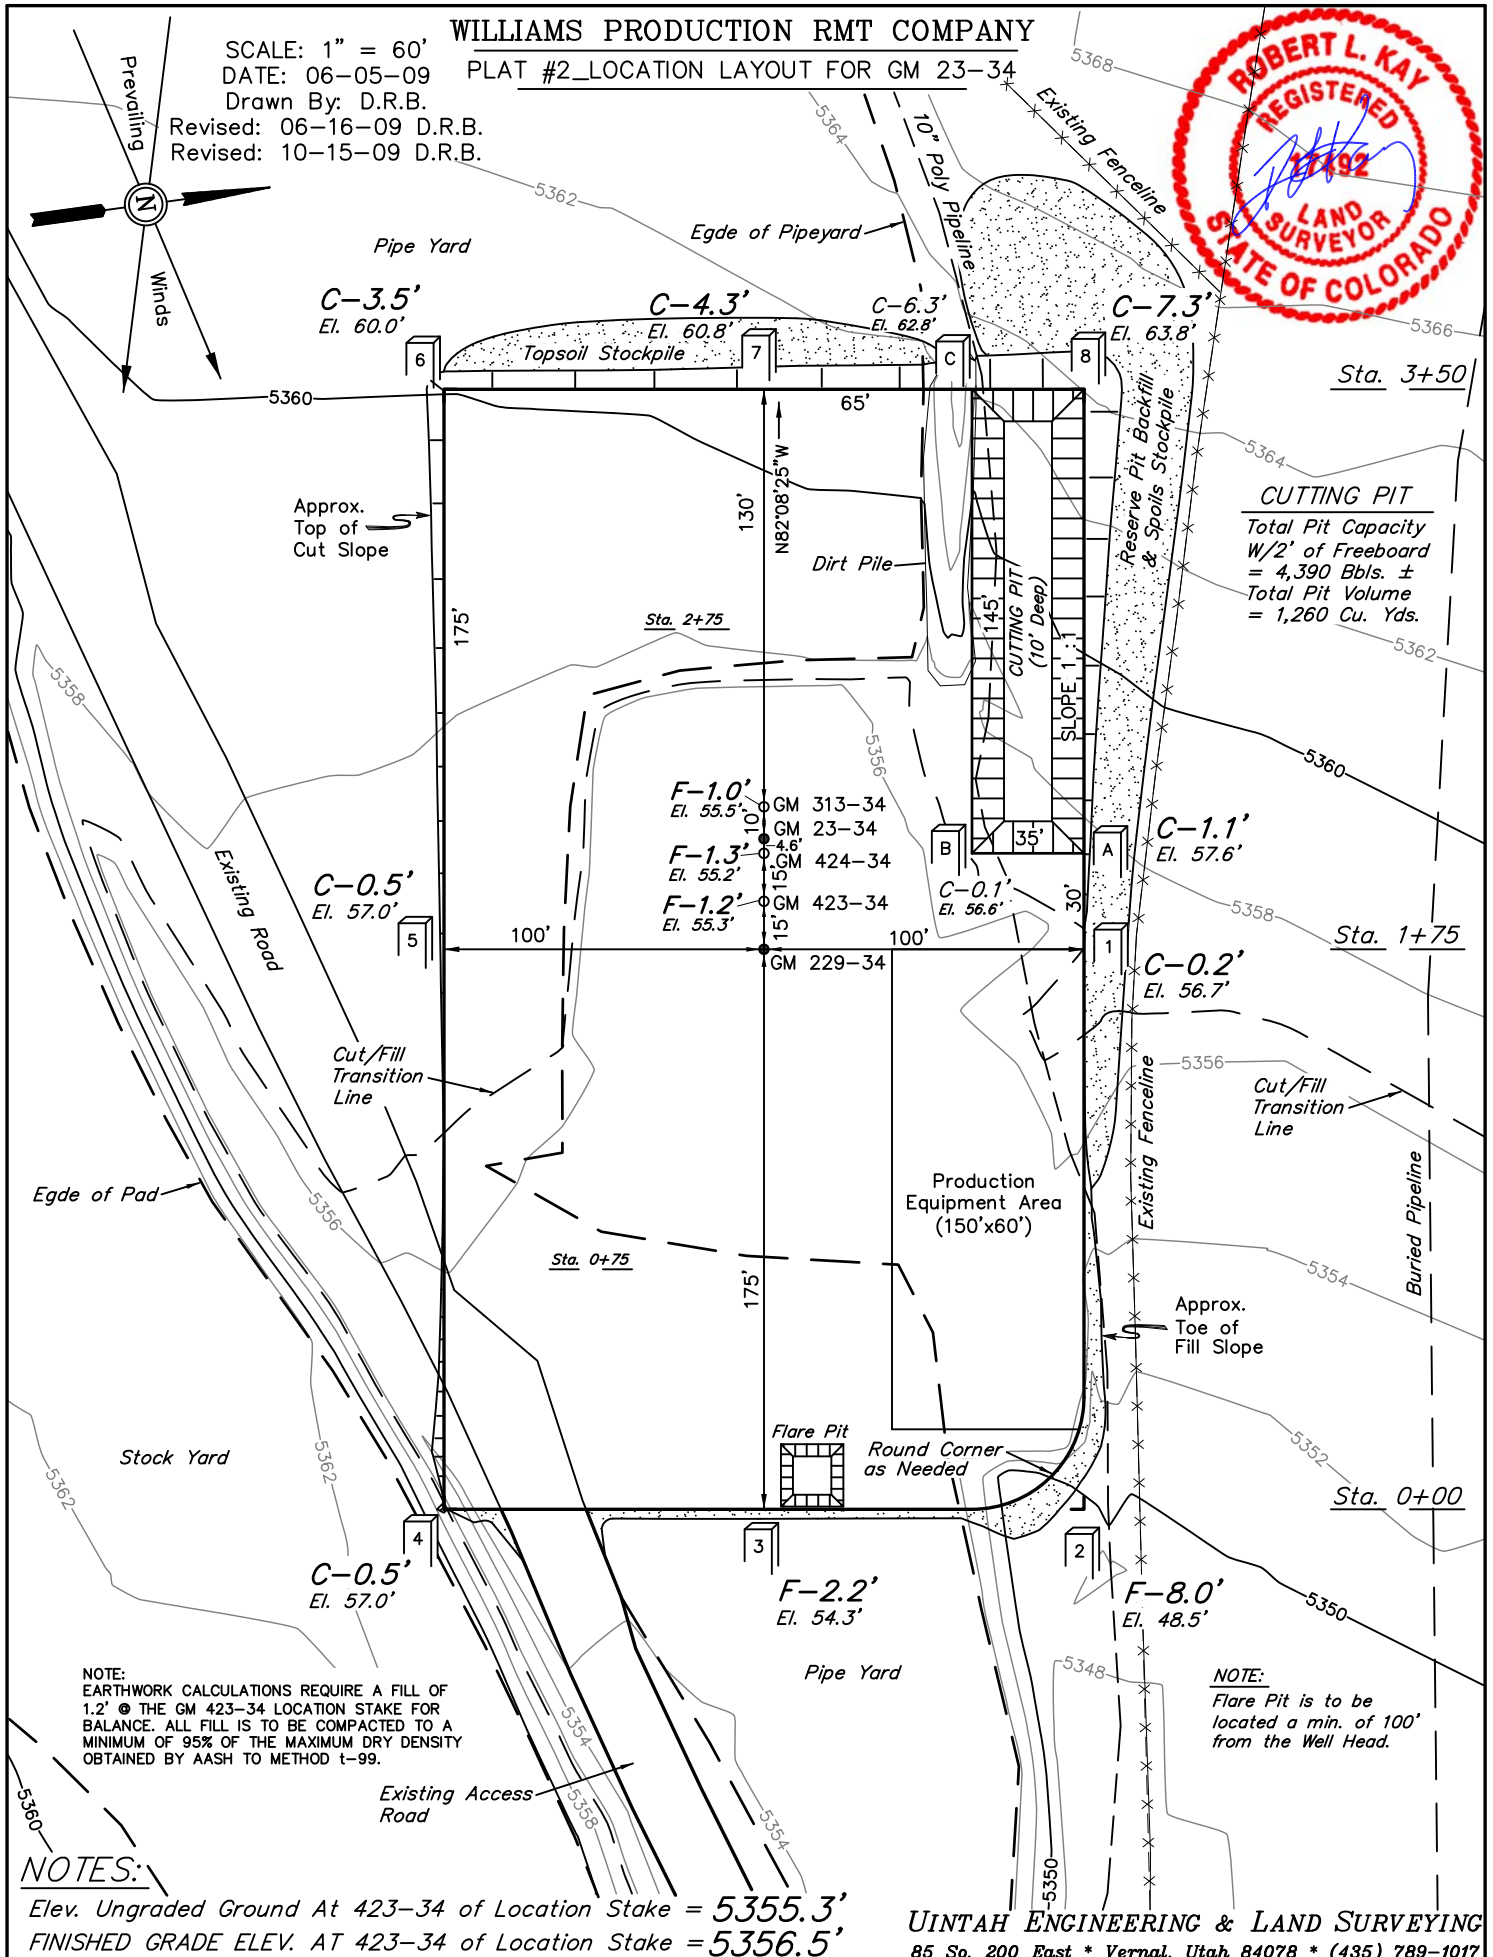 WILLIAMS PRODUCTION RMT COMPANY
PLAT #2_LOCATION LAYOUT FOR GM 23-34
SCALE: 1" = 60'
DATE: 06-05-09
Drawn By: D.R.B.
Revised: 06-16-09 D.R.B.
Revised: 10-15-09 D.R.B.
Prevailing
N
Winds
ROBERT L. KAY
REGISTERED
17492
LAND
SURVEYOR
STATE OF COLORADO
5368
5364
5362
10" Poly Pipeline
Existing Fenceline
Egde of Pipeyard
Pipe Yard
5366
C-3.5'
El. 60.0'
6
C-4.3'
El. 60.8'
7
Topsoil Stockpile
C-6.3'
El. 62.8'
C
C-7.3'
El. 63.8'
8
Sta. 3+50
5360
65'
130'
N82°08'25"W
Reserve Pit Backfill
& Spoils Stockpile
5364
CUTTING PIT
Total Pit Capacity
W/2' of Freeboard
= 4,390 Bbls. ±
Total Pit Volume
= 1,260 Cu. Yds.
5362
Approx.
Top of
Cut Slope
175'
Dirt Pile
Sta. 2+75
145'
CUTTING PIT
(10' Deep)
SLOPE 1 : 1
5358
5356
5360
F-1.0'
El. 55.5'
GM 313-34
10'
GM 23-34
4.6'
F-1.3'
El. 55.2'
GM 424-34
15'
F-1.2'
El. 55.3'
GM 423-34
15'
GM 229-34
B
35'
A
C-1.1'
El. 57.6'
C-0.1'
El. 56.6'
30'
5358
Existing Road
C-0.5'
El. 57.0'
5
100'
100'
1
Sta. 1+75
C-0.2'
El. 56.7'
Cut/Fill
Transition
Line
5356
Existing Fenceline
Cut/Fill
Transition
Line
Egde of Pad
5356
Production
Equipment Area
(150'x60')
Buried Pipeline
Sta. 0+75
175'
5354
Approx.
Toe of
Fill Slope
Flare Pit
Round Corner
as Needed
5352
Stock Yard
5362
5362
Sta. 0+00
4
3
2
C-0.5'
El. 57.0'
F-2.2'
El. 54.3'
F-8.0'
El. 48.5'
5350
Pipe Yard
5348
NOTE:
EARTHWORK CALCULATIONS REQUIRE A FILL OF
1.2' @ THE GM 423-34 LOCATION STAKE FOR
BALANCE. ALL FILL IS TO BE COMPACTED TO A
MINIMUM OF 95% OF THE MAXIMUM DRY DENSITY
OBTAINED BY AASH TO METHOD t-99.
5354
NOTE:
Flare Pit is to be
located a min. of 100'
from the Well Head.
Existing Access
Road
5360
5358
5354
5350
NOTES:
Elev. Ungraded Ground At 423-34 of Location Stake = 5355.3'
FINISHED GRADE ELEV. AT 423-34 of Location Stake = 5356.5'
UINTAH ENGINEERING & LAND SURVEYING
85 So. 200 East * Vernal, Utah 84078 * (435) 789-1017